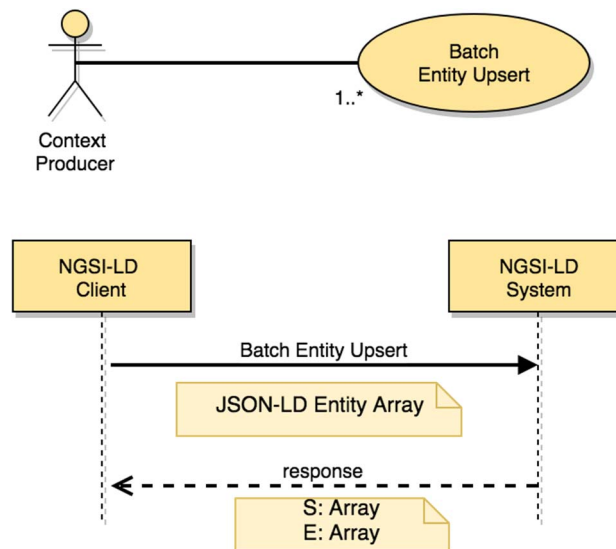 Batch
Entity Upsert
1..*
Context
Producer
NGSI-LD
Client
NGSI-LD
System
Batch Entity Upsert
JSON-LD Entity Array
response
S: Array
E: Array